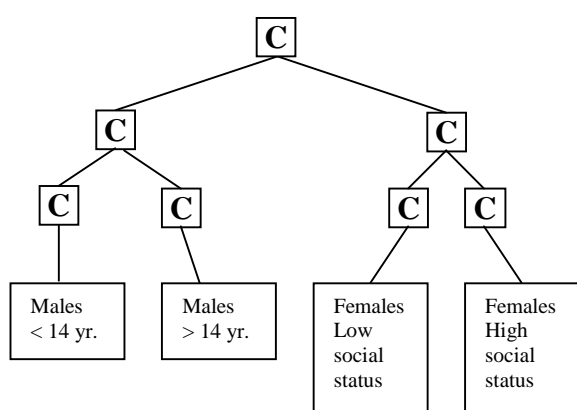 C
C
C
C
C
C
C
Males
< 14 yr.
Males
> 14 yr.
Females
Low
social
status
Females
High
social
status